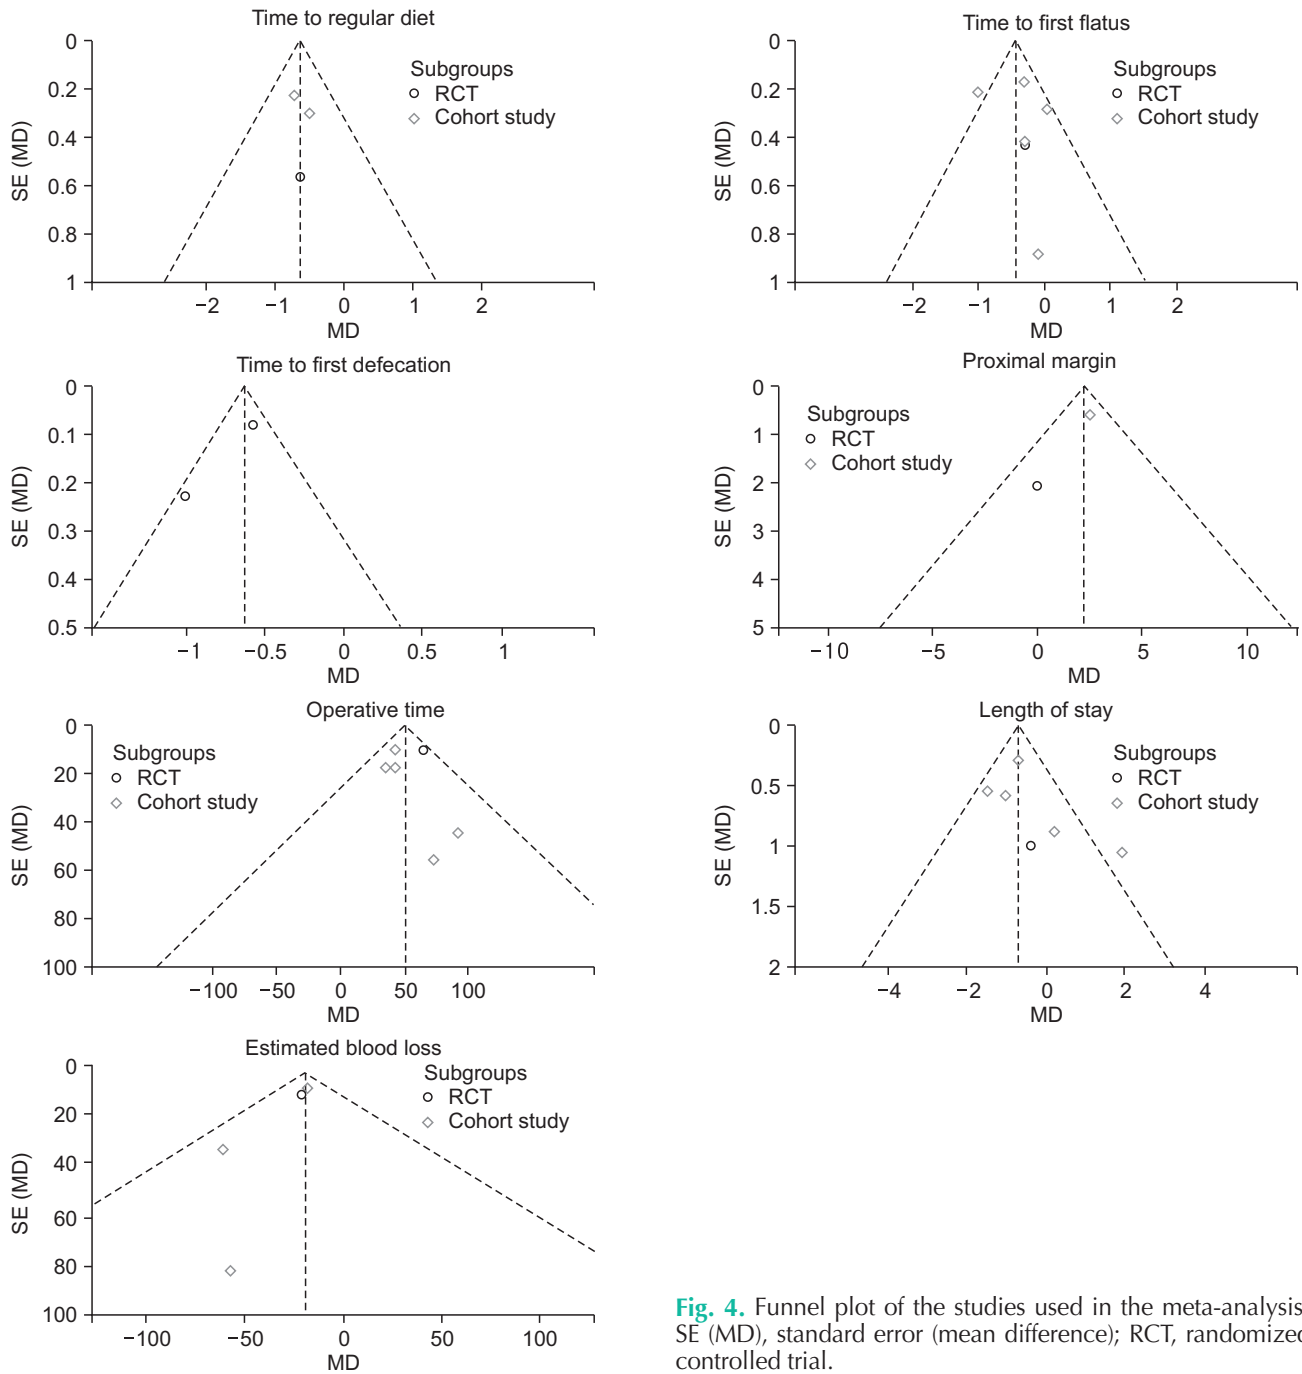 Time to regular diet
0
0.2
0.4
0.6
0.8
1
SE (MD)
Subgroups
RCT
Cohort study
−2 −1 0 1 2
MD
Time to first flatus
0
0.2
0.4
0.6
0.8
1
SE (MD)
Subgroups
RCT
Cohort study
−2 −1 0 1 2
MD
Time to first defecation
0
0.1
0.2
0.3
0.4
0.5
SE (MD)
−1 −0.5 0 0.5 1
MD
Proximal margin
0
1
2
3
4
5
SE (MD)
Subgroups
RCT
Cohort study
−10 −5 0 5 10
MD
Operative time
0
20
40
60
80
100
SE (MD)
Subgroups
RCT
Cohort study
−100 −50 0 50 100
MD
Length of stay
0
0.5
1
1.5
2
SE (MD)
Subgroups
RCT
Cohort study
−4 −2 0 2 4
MD
Estimated blood loss
0
20
40
60
80
100
SE (MD)
Subgroups
RCT
Cohort study
−100 −50 0 50 100
MD
Fig. 4. Funnel plot of the studies used in the meta-analysis
SE (MD), standard error (mean difference); RCT, randomized
controlled trial.